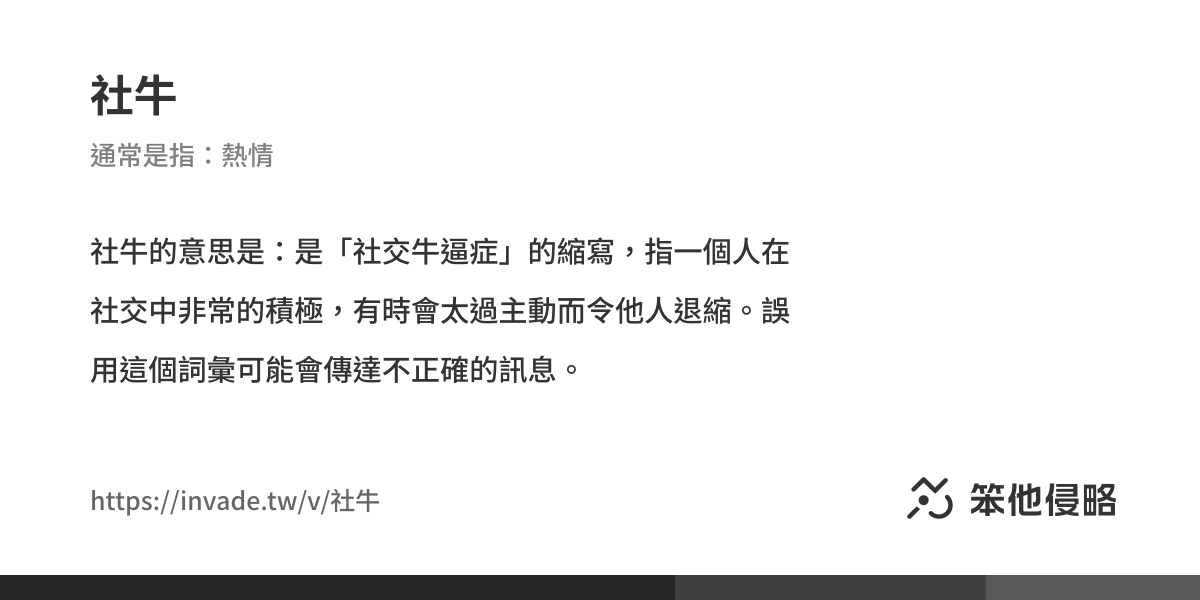 社牛
通常是指：熱情
社牛的意思是：是「社交牛逼症」的縮寫，指一個人在
社交中非常的積極，有時會太過主動而令他人退縮。誤
用這個詞彙可能會傳達不正確的訊息。
https://invade.tw/v/社牛
笨他侵略